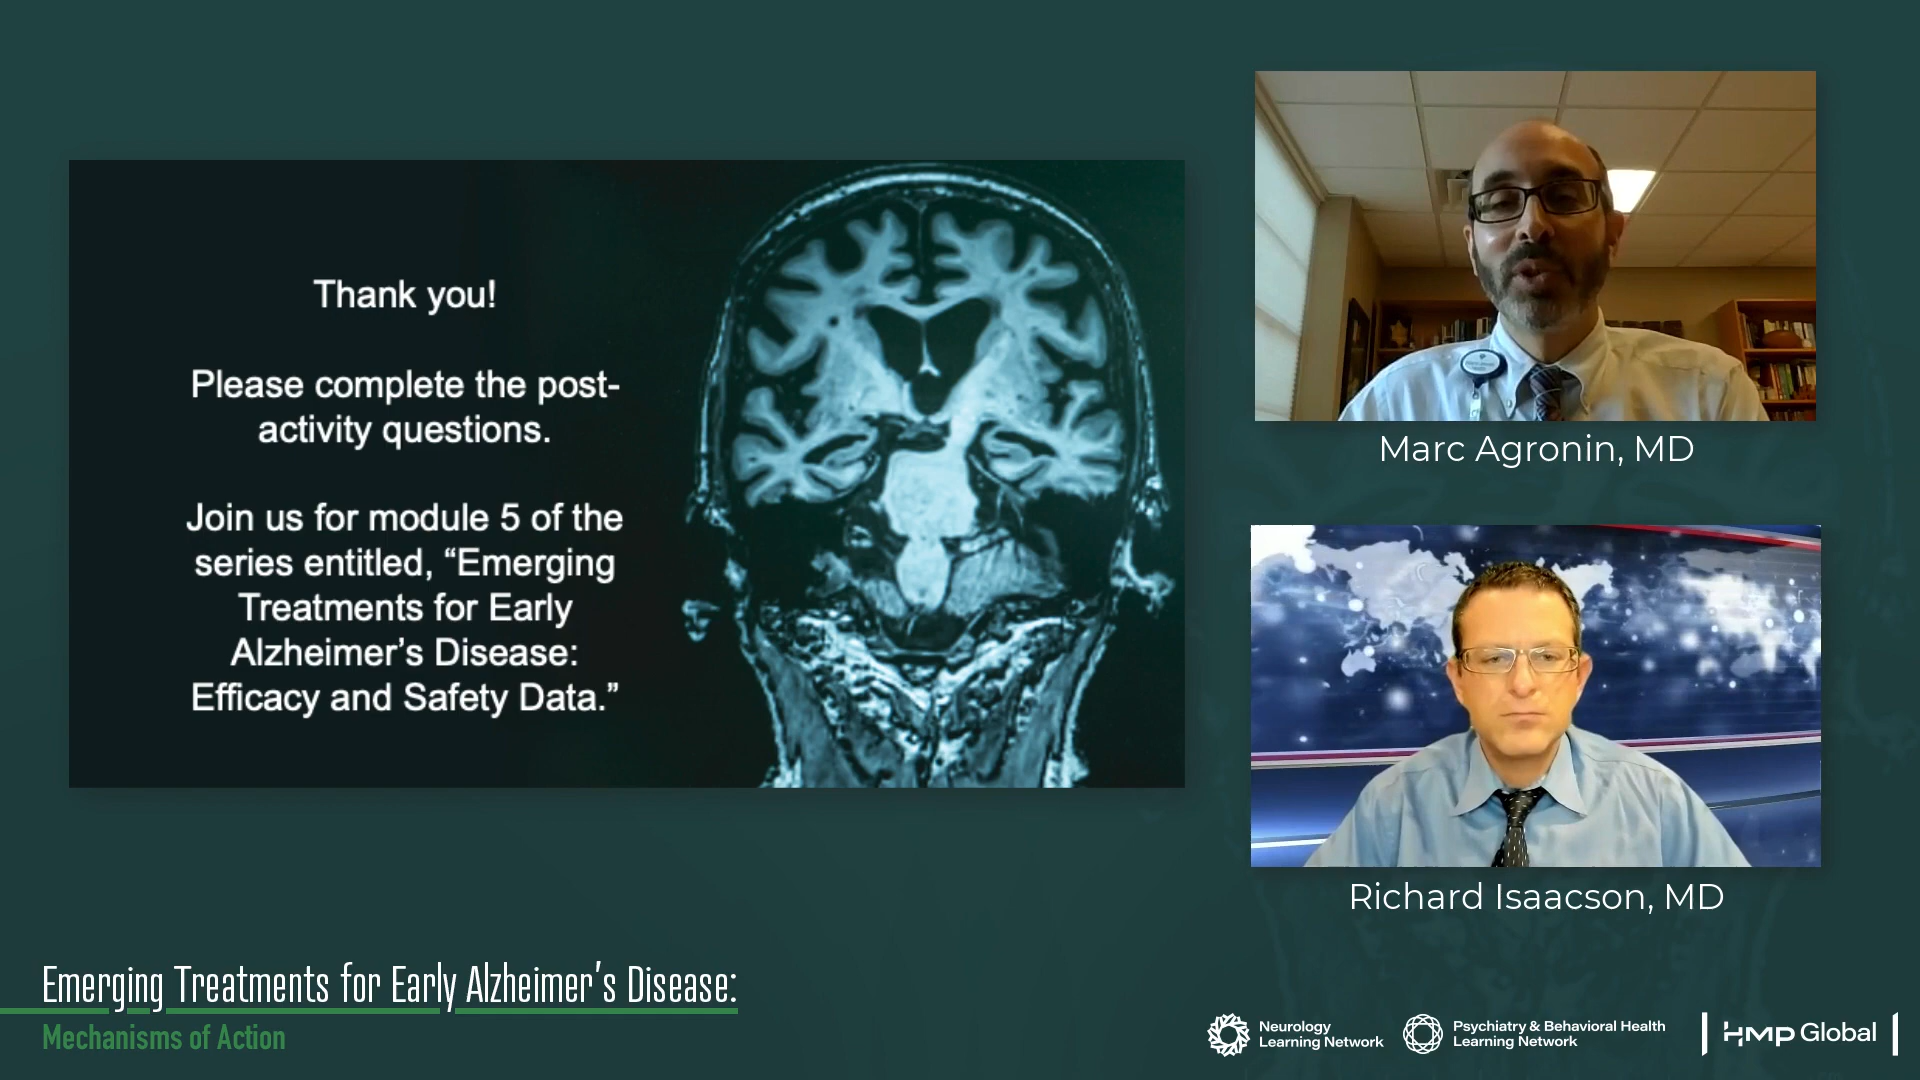 Thank you!
Please complete the post-
activity questions.
Join us for module 5 of the
series entitled, “Emerging
Treatments for Early
Alzheimer’s Disease:
Efficacy and Safety Data.”
Marc Agronin, MD
Richard Isaacson, MD
Emerging Treatments for Early Alzheimer’s Disease:
Mechanisms of Action
Neurology
Learning Network
Psychiatry & Behavioral Health
Learning Network
HMP Global